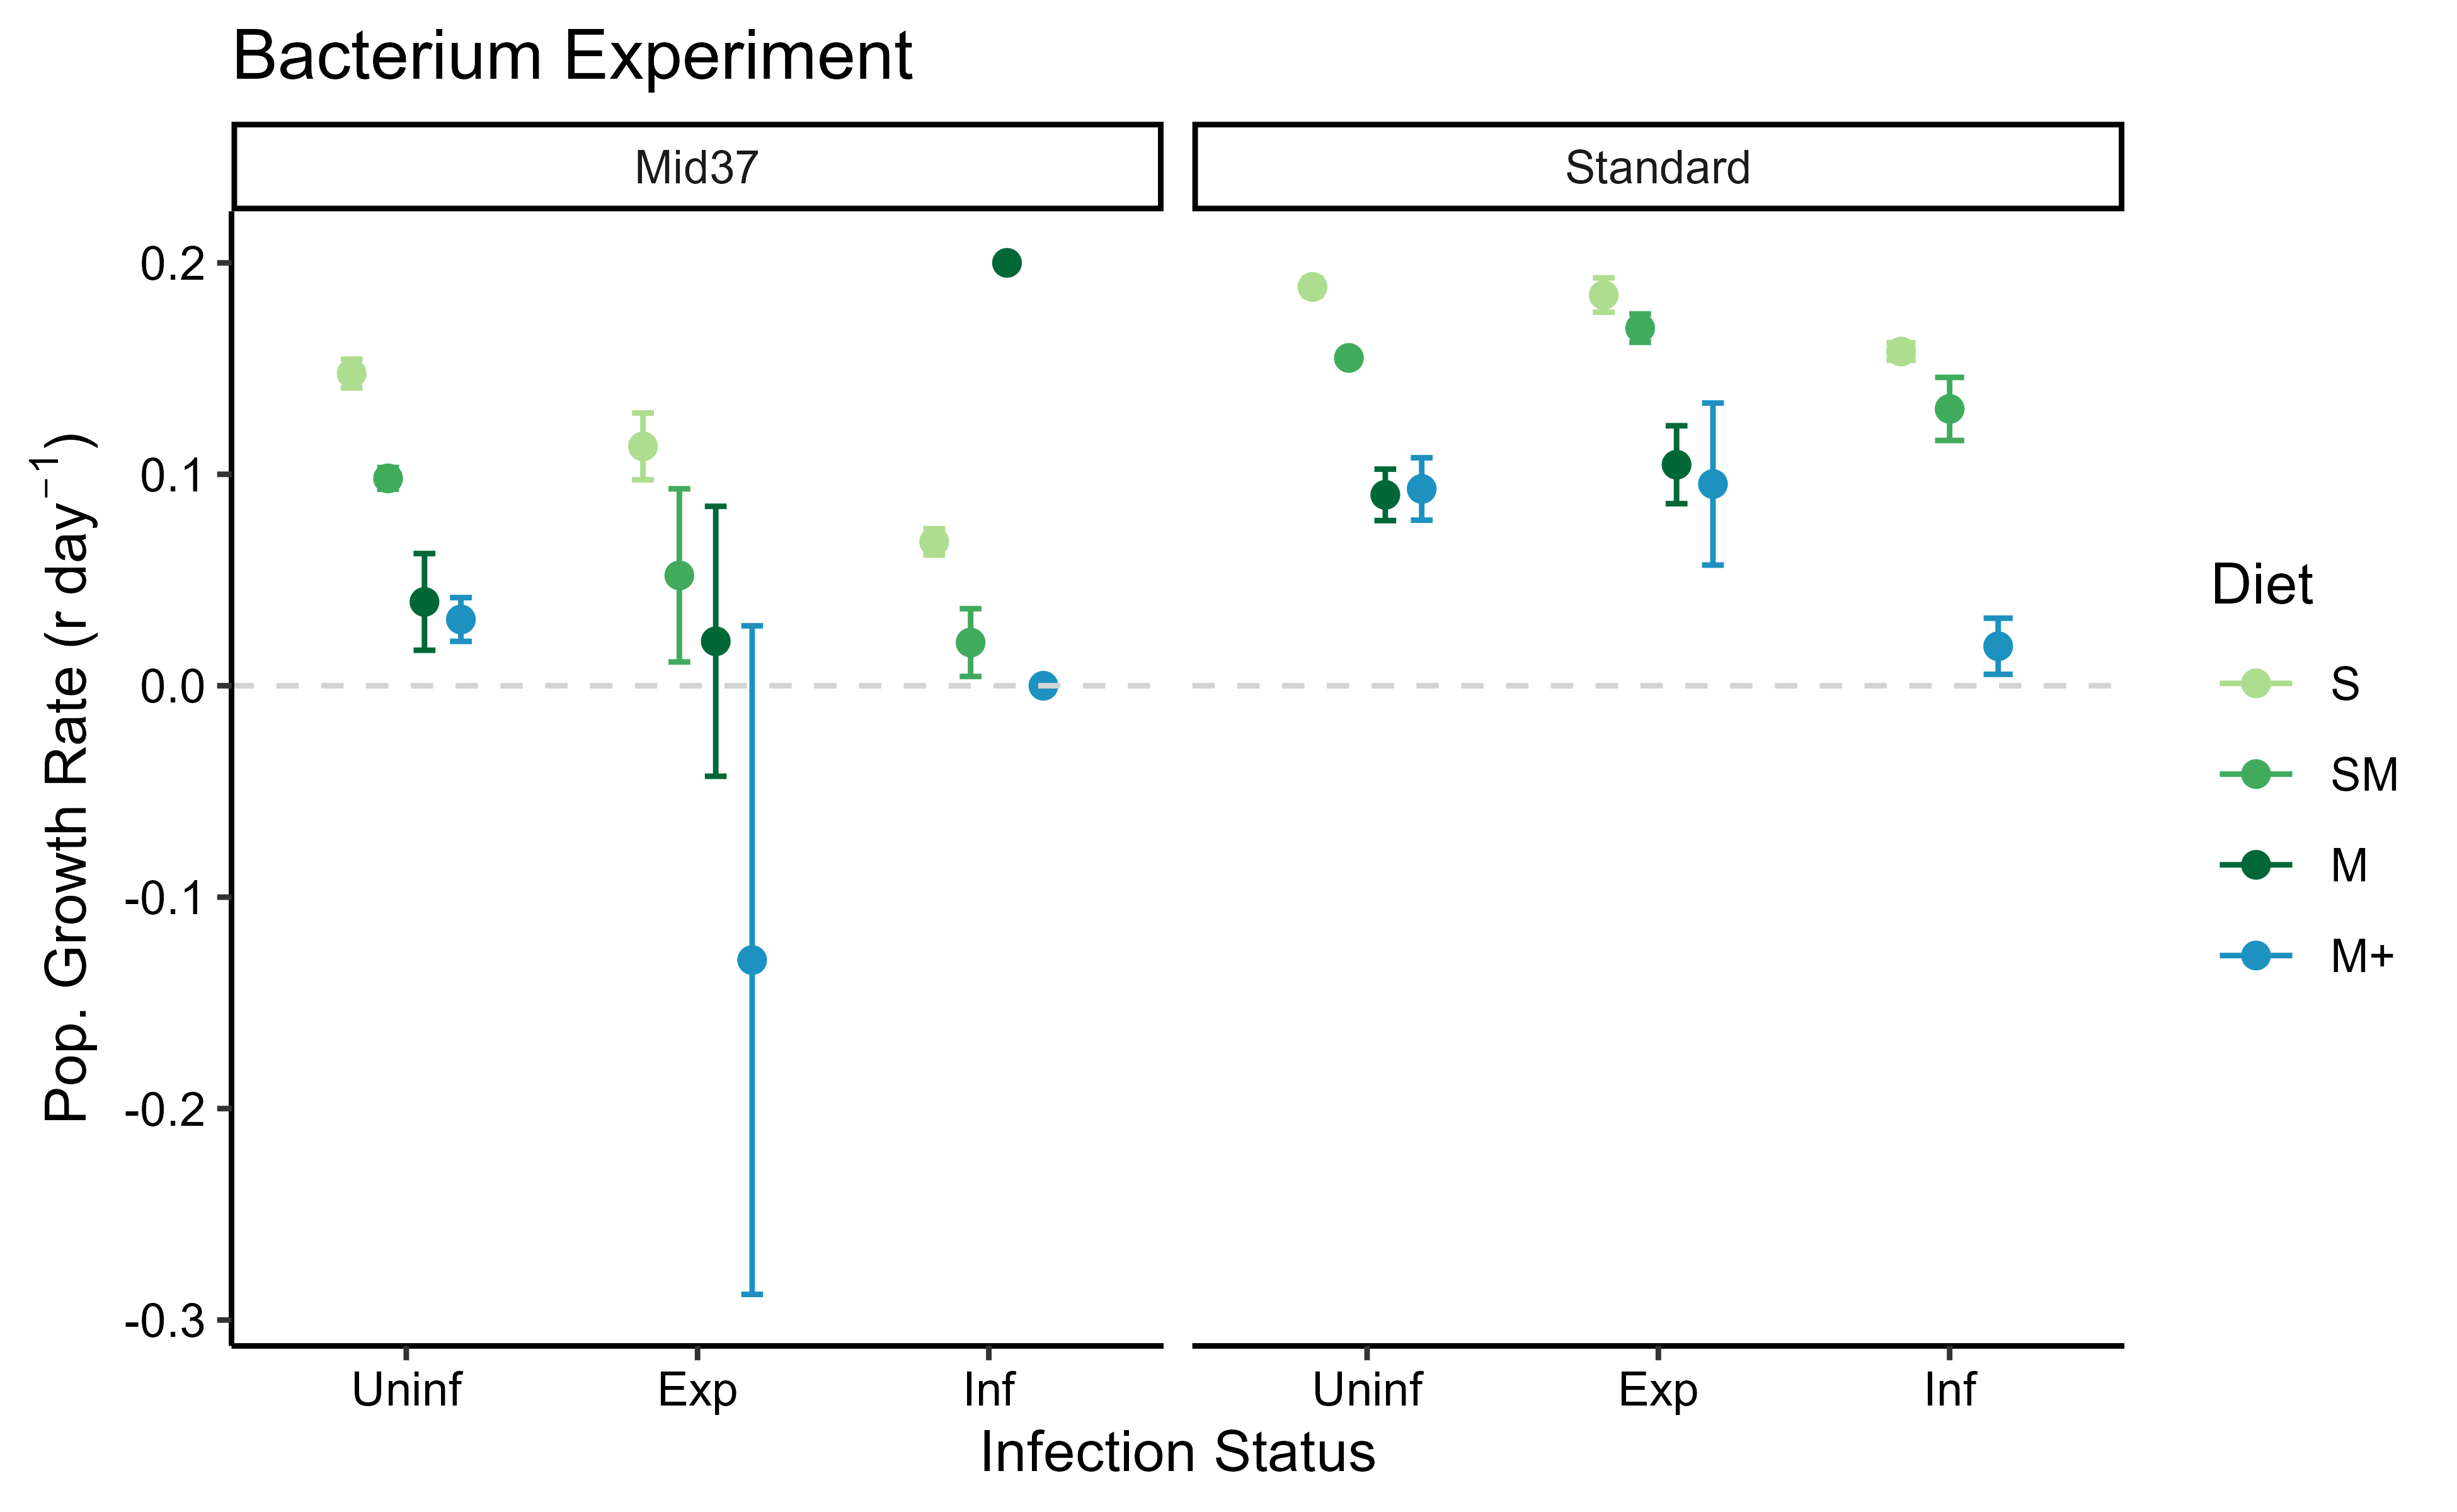 Bacterium Experiment
Mid37
Standard
Pop. Growth Rate (r day⁻¹)
0.2
0.1
0.0
-0.1
-0.2
-0.3
Uninf
Exp
Inf
Uninf
Exp
Inf
Infection Status
Diet
S
SM
M
M+